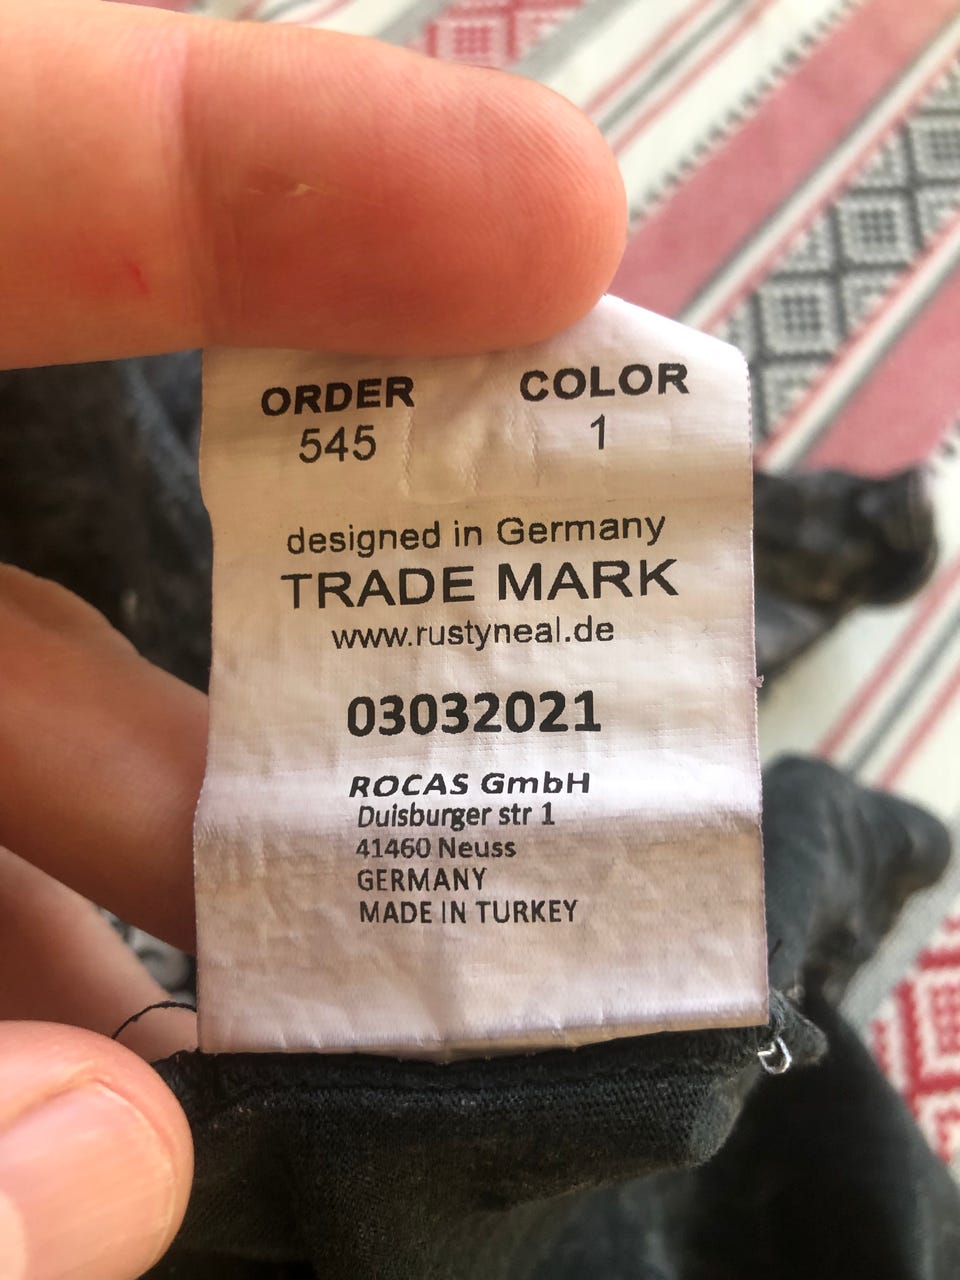 ORDER COLOR
545 1
designed in Germany
TRADE MARK
www.rustyneal.de
03032021
ROCAS GmbH
Duisburger str 1
41460 Neuss
GERMANY
MADE IN TURKEY